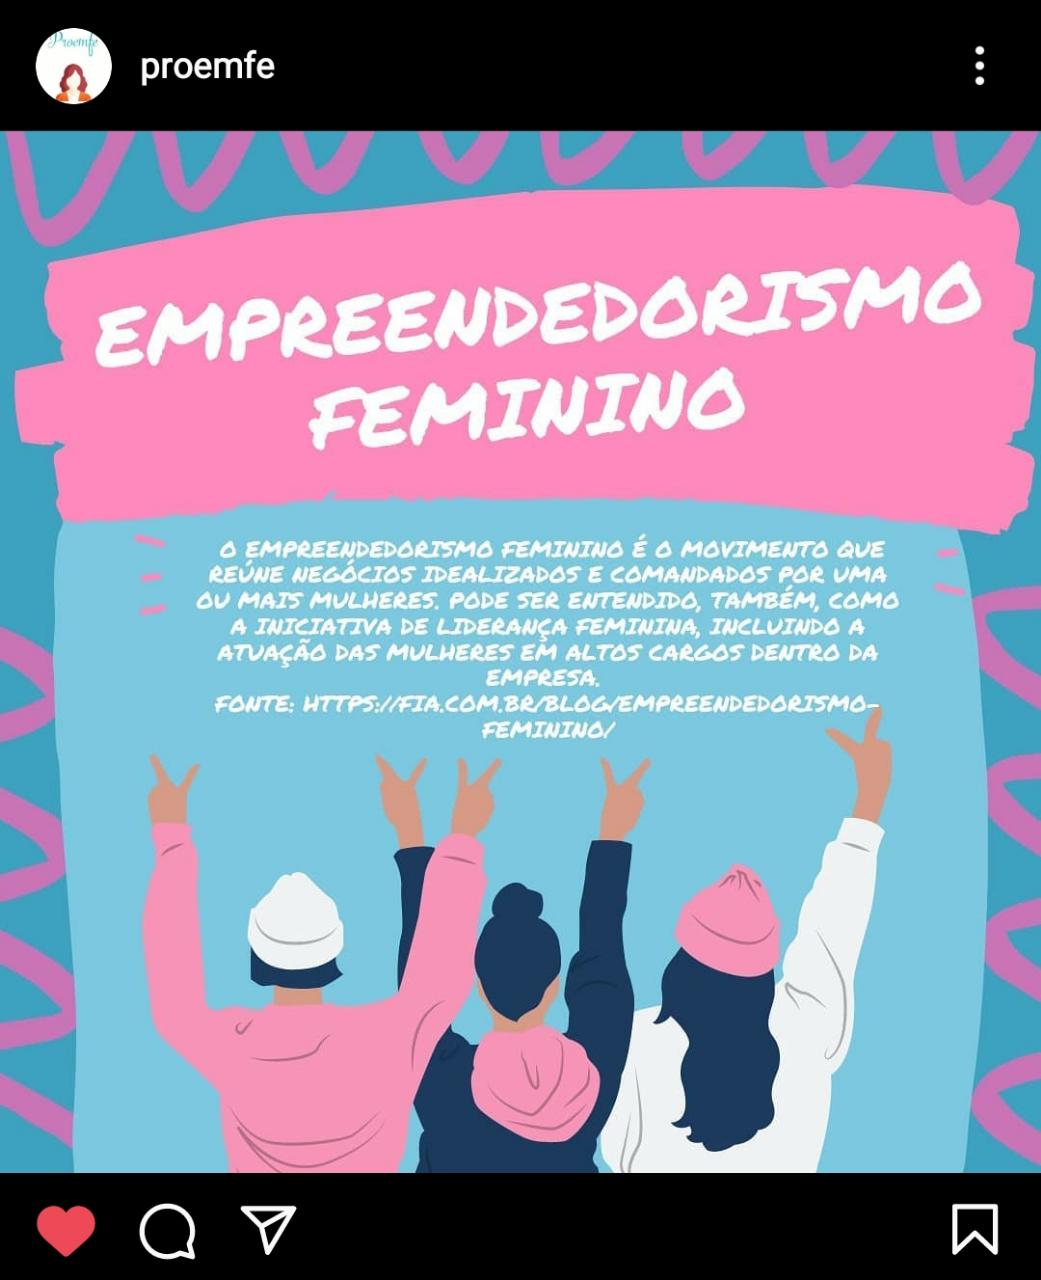 Proemfe
proemfe
EMPREENDEDORISMO
FEMININO
O EMPREENDEDORISMO FEMININO É O MOVIMENTO QUE
REÚNE NEGÓCIOS IDEALIZADOS E COMANDADOS POR UMA
OU MAIS MULHERES. PODE SER ENTENDIDO, TAMBÉM, COMO
A INICIATIVA DE LIDERANÇA FEMININA, INCLUINDO A
ATUAÇÃO DAS MULHERES EM ALTOS CARGOS DENTRO DA
EMPRESA.
FONTE: HTTPS://FIA.COM.BR/BLOG/EMPREENDEDORISMO-
FEMININO/